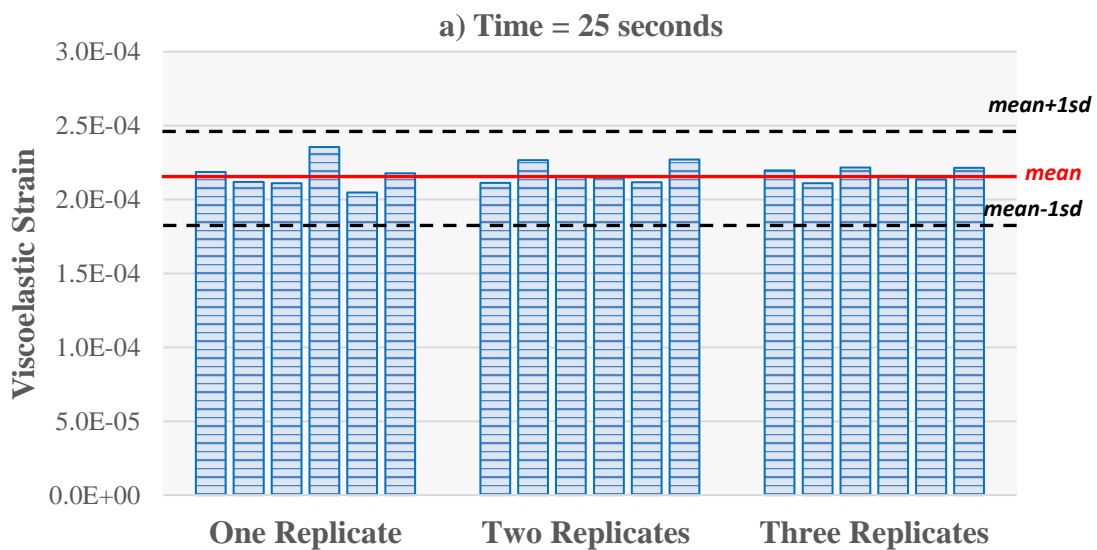 a) Time = 25 seconds
3.0E-04
mean+1sd
2.5E-04
mean
2.0E-04
mean-1sd
1.5E-04
1.0E-04
5.0E-05
0.0E+00
Viscoelastic Strain
One Replicate Two Replicates Three Replicates